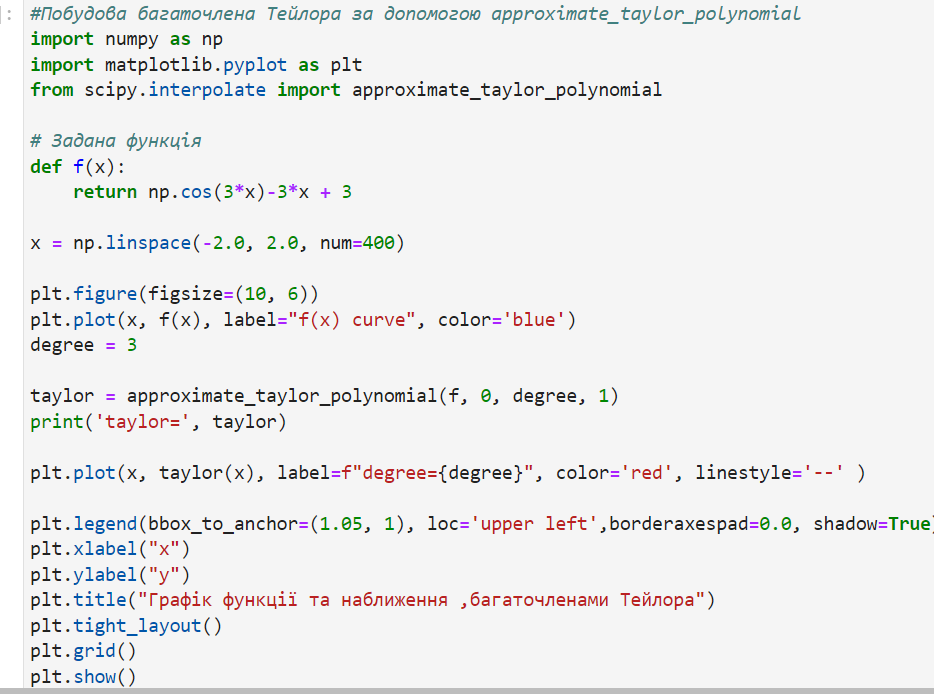 :
#Побудова багаточлена Тейлора за допомогою approximate_taylor_polynomial
import numpy as np
import matplotlib.pyplot as plt
from scipy.interpolate import approximate_taylor_polynomial
# Задана функція
def f(x):
    return np.cos(3*x)-3*x + 3
x = np.linspace(-2.0, 2.0, num=400)
plt.figure(figsize=(10, 6))
plt.plot(x, f(x), label="f(x) curve", color='blue')
degree = 3
taylor = approximate_taylor_polynomial(f, 0, degree, 1)
print('taylor=', taylor)
plt.plot(x, taylor(x), label=f"degree={degree}", color='red', linestyle='--' )
plt.legend(bbox_to_anchor=(1.05, 1), loc='upper left',borderaxespad=0.0, shadow=True)
plt.xlabel("x")
plt.ylabel("y")
plt.title("Графік функції та наближення ,багаточленами Тейлора")
plt.tight_layout()
plt.grid()
plt.show()